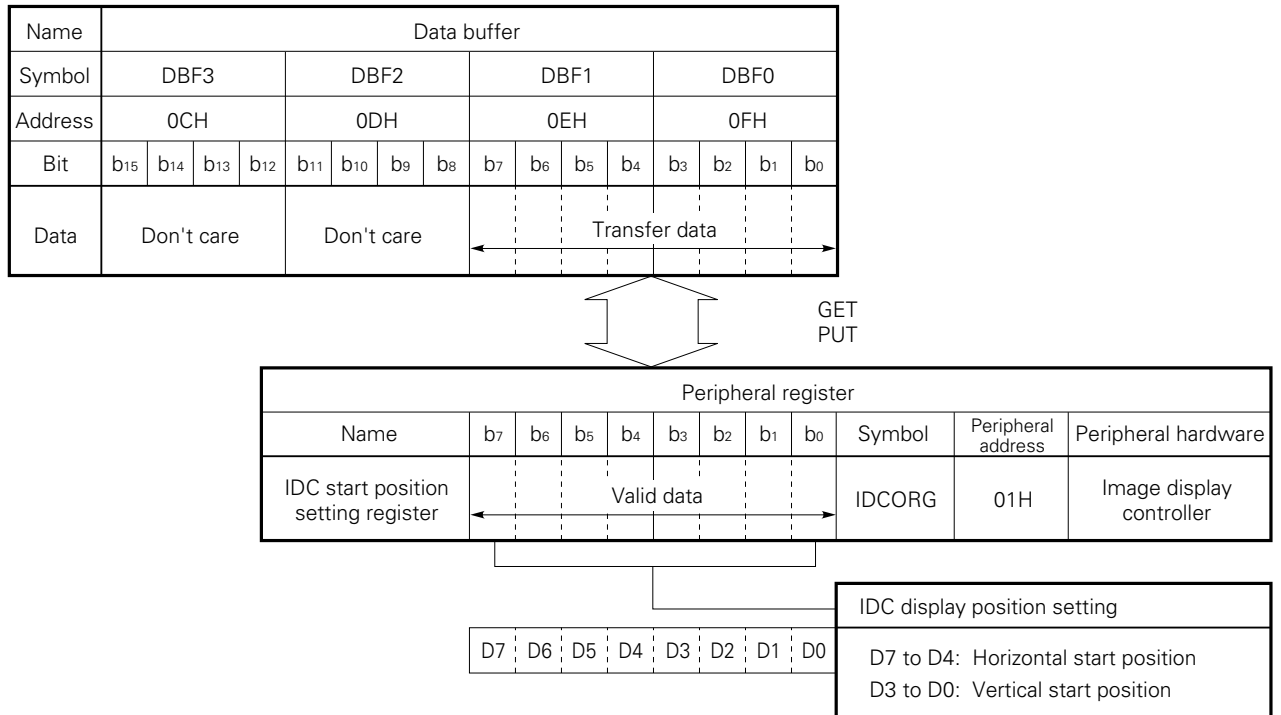 Name Data buffer
Symbol DBF3 DBF2 DBF1 DBF0
Address 0CH 0DH 0EH 0FH
Bit b15 b14 b13 b12 b11 b10 b9 b8 b7 b6 b5 b4 b3 b2 b1 b0
Data Don't care Don't care Transfer data
GET
PUT
Peripheral register
Name b7 b6 b5 b4 b3 b2 b1 b0 Symbol Peripheral address Peripheral hardware
IDC start position
setting register
Valid data
IDCORG
01H
Image display
controller
IDC display position setting
D7 D6 D5 D4 D3 D2 D1 D0
D7 to D4: Horizontal start position
D3 to D0: Vertical start position